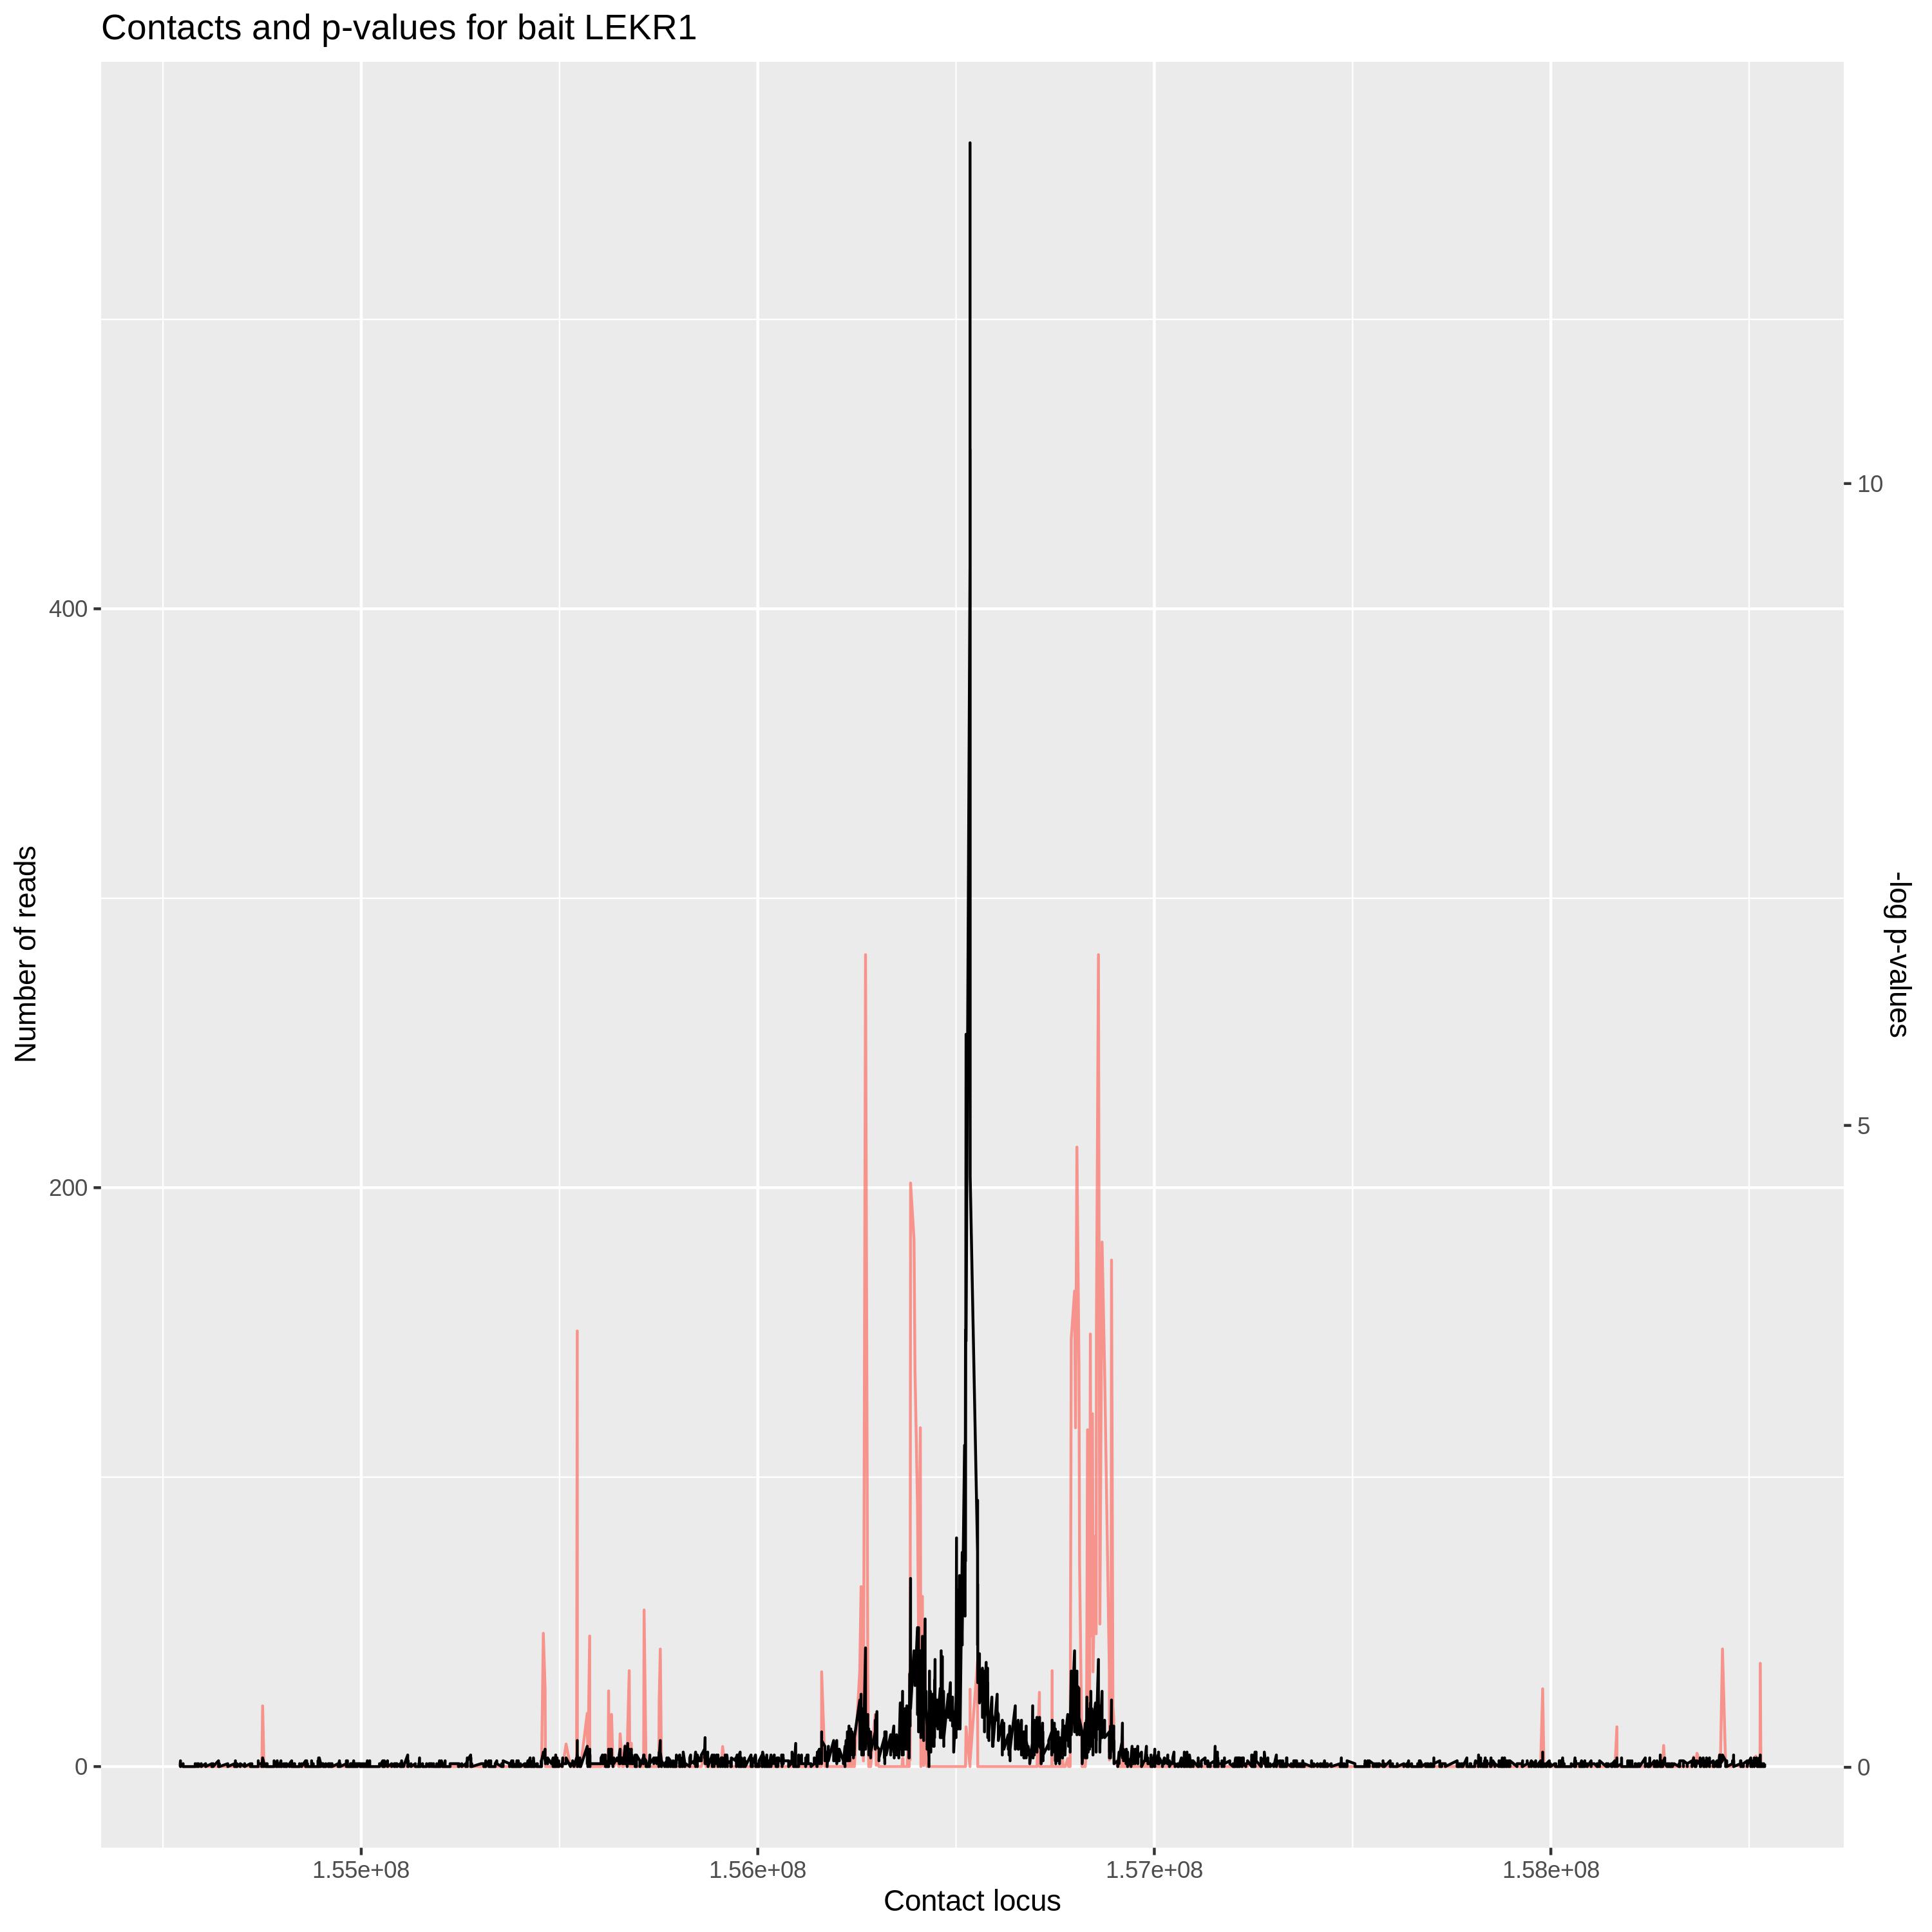 Contacts and p-values for bait LEKR1
Number of reads
400
200
0
10
5
0
-log p-values
1.55e+08 1.56e+08 1.57e+08 1.58e+08
Contact locus